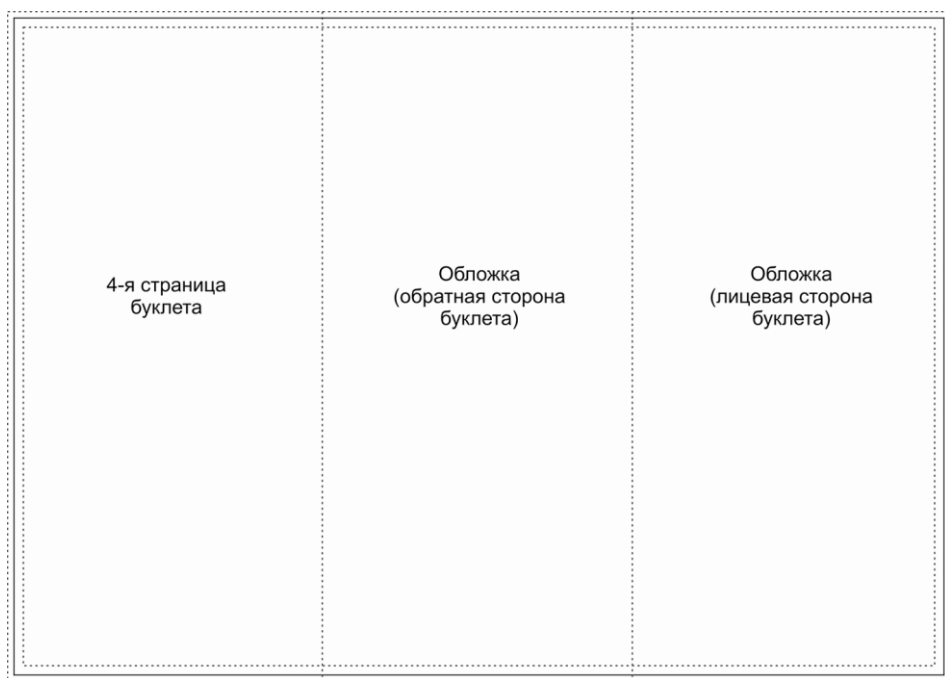 4-я страница
буклета
Обложка
(обратная сторона
буклета)
Обложка
(лицевая сторона
буклета)